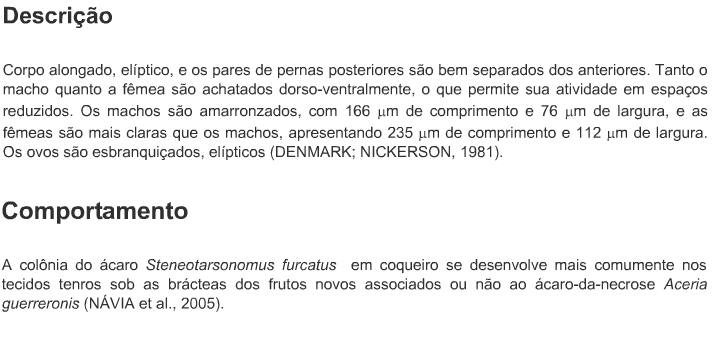 Descrição
Corpo alongado, elíptico, e os pares de pernas posteriores são bem separados dos anteriores. Tanto o
macho quanto a fêmea são achatados dorso-ventralmente, o que permite sua atividade em espaços
reduzidos. Os machos são amarronzados, com 166 μm de comprimento e 76 μm de largura, e as
fêmeas são mais claras que os machos, apresentando 235 μm de comprimento e 112 μm de largura.
Os ovos são esbranquiçados, elípticos (DENMARK; NICKERSON, 1981).
Comportamento
A colônia do ácaro Steneotarsonomus furcatus em coqueiro se desenvolve mais comumente nos
tecidos tenros sob as brácteas dos frutos novos associados ou não ao ácaro-da-necrose Aceria
guerreronis (NÁVIA et al., 2005).